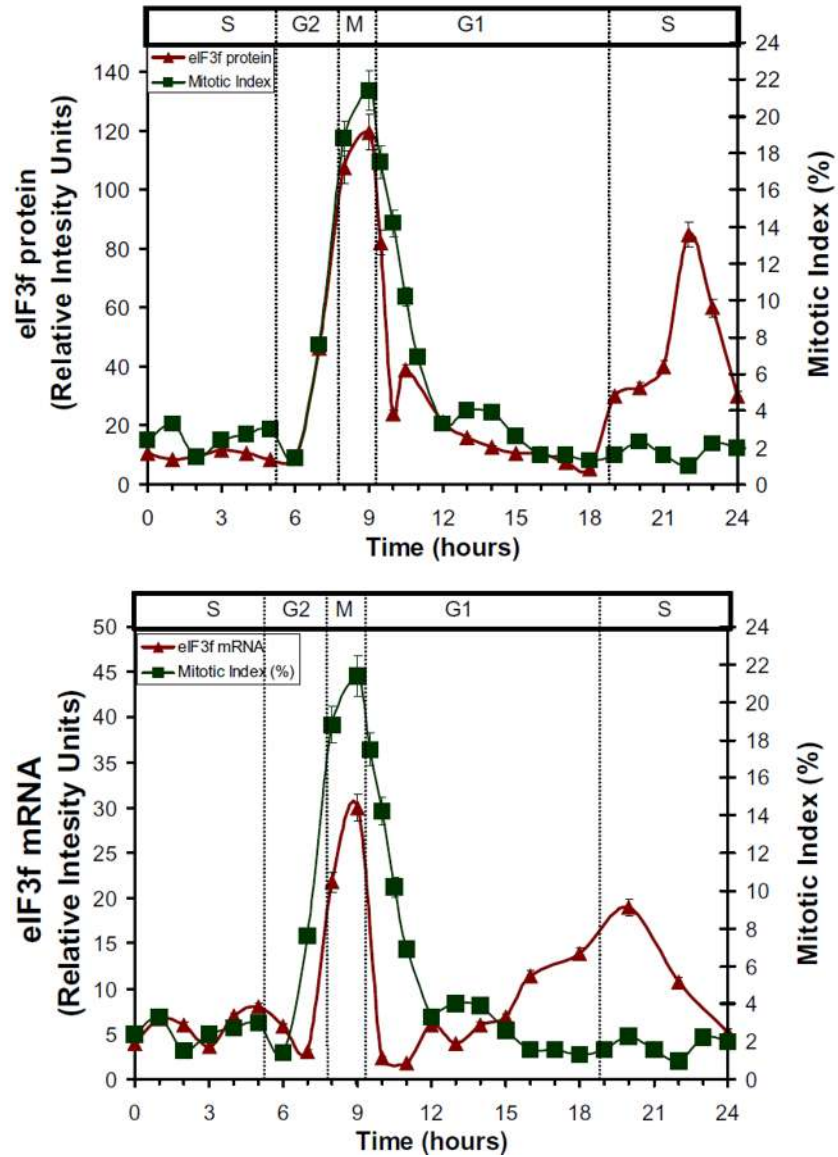 S G2 M G1 S
eIF3f protein
Mitotic Index
eIF3f protein
(Relative Intesity Units)
140
120
100
80
60
40
20
0
24
22
20
18
16
14
12
10
8
6
4
2
0
Mitotic Index (%)
0 3 6 9 12 15 18 21 24
Time (hours)
S G2 M G1 S
eIF3f mRNA
Mitotic Index (%)
eIF3f mRNA
(Relative Intesity Units)
50
45
40
35
30
25
20
15
10
5
0
24
22
20
18
16
14
12
10
8
6
4
2
0
Mitotic Index (%)
0 3 6 9 12 15 18 21 24
Time (hours)